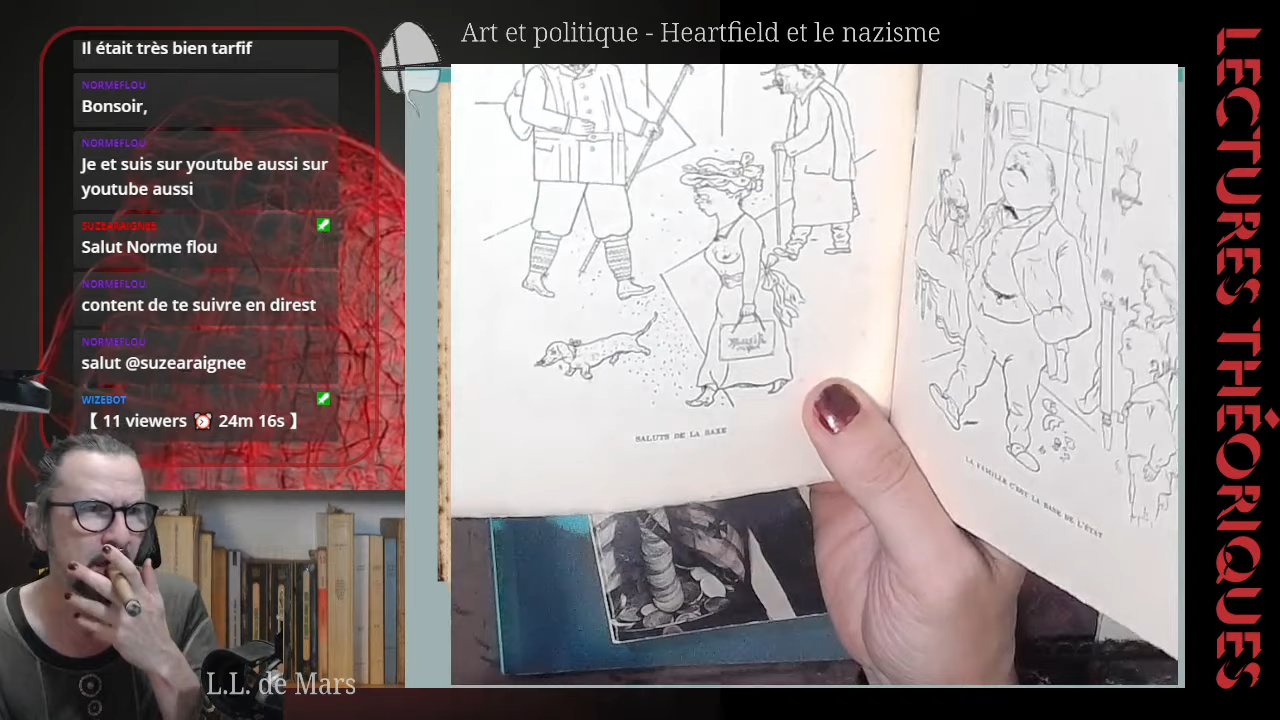 Art et politique - Heartfield et le nazisme
Il était très bien tarfif
NORMEFLOU
Bonsoir,
NORMEFLOU
Je et suis sur youtube aussi sur
youtube aussi
SUZEARAIGNEE
Salut Norme flou
NORMEFLOU
content de te suivre en direst
NORMEFLOU
salut @suzearaignee
WIZEBOT
【 11 viewers ⏰ 24m 16s 】
L.L. de Mars
SALUTS DE LA SAXE
LA FAMILLE C'EST LA BASE DE L'ÉTAT
LECTURES THÉORIQUES